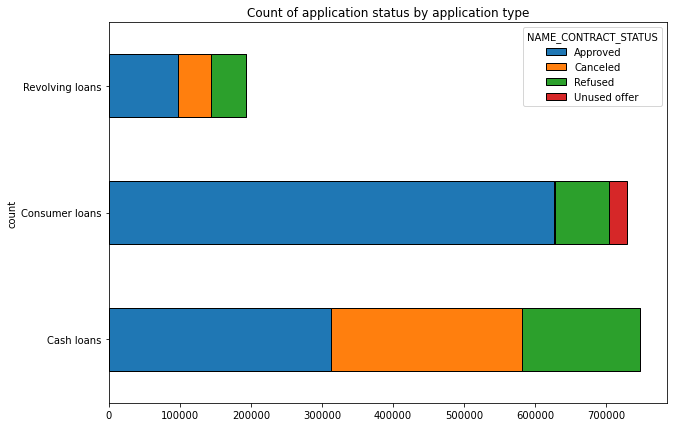 Count of application status by application type
NAME_CONTRACT_STATUS
Approved
Canceled
Refused
Unused offer
Revolving loans
Consumer loans
Cash loans
count
0 100000 200000 300000 400000 500000 600000 700000